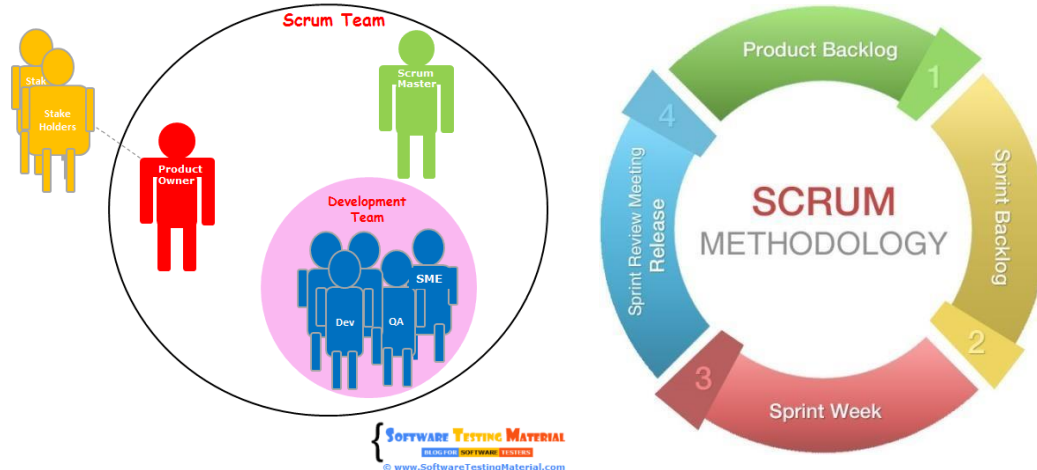 Scrum Team
Scrum
Master
Stak
Stake
Holders
Product
Owner
Development
Team
SME
Dev
QA
SOFTWARE TESTING MATERIAL
BLOG FOR SOFTWARE TESTERS
© www.SoftwareTestingMaterial.com
Product Backlog
1
Sprint Backlog
2
Sprint Week
3
Sprint Review Meeting
Release
4
SCRUM
METHODOLOGY